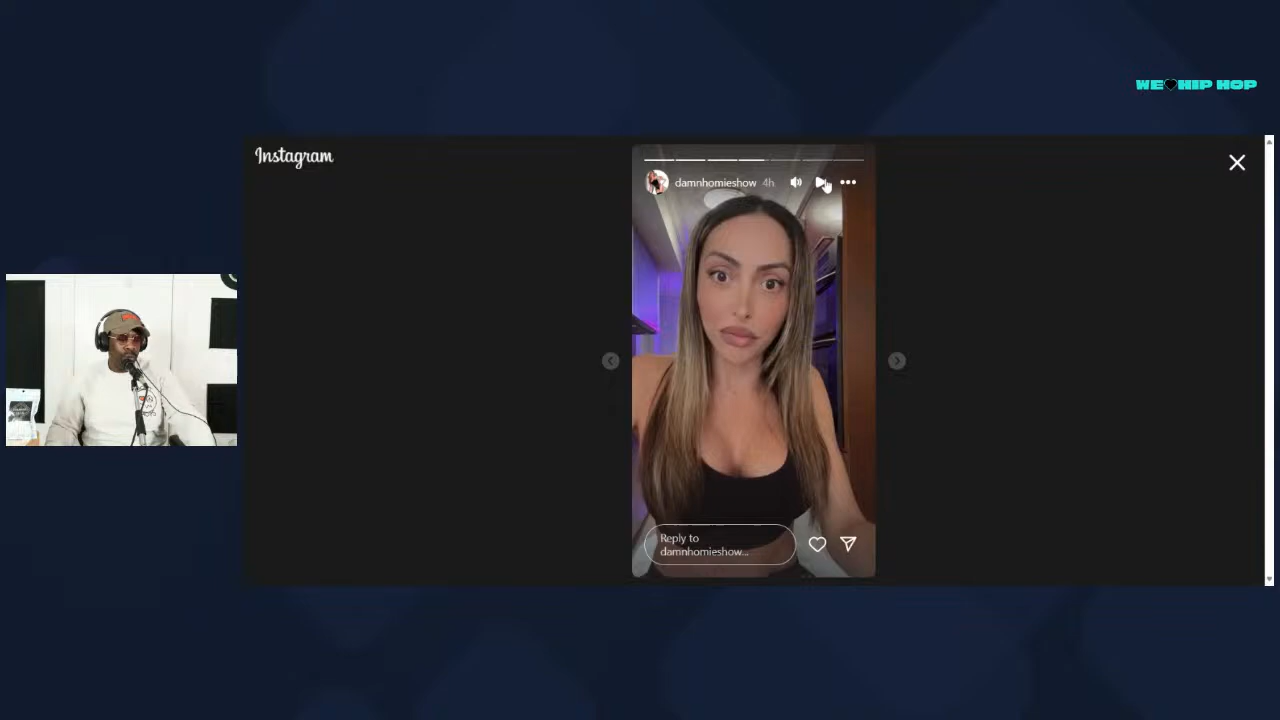 WE🖤HIP HOP
Instagram
damnhomieshow 4h
Reply to
damnhomieshow...